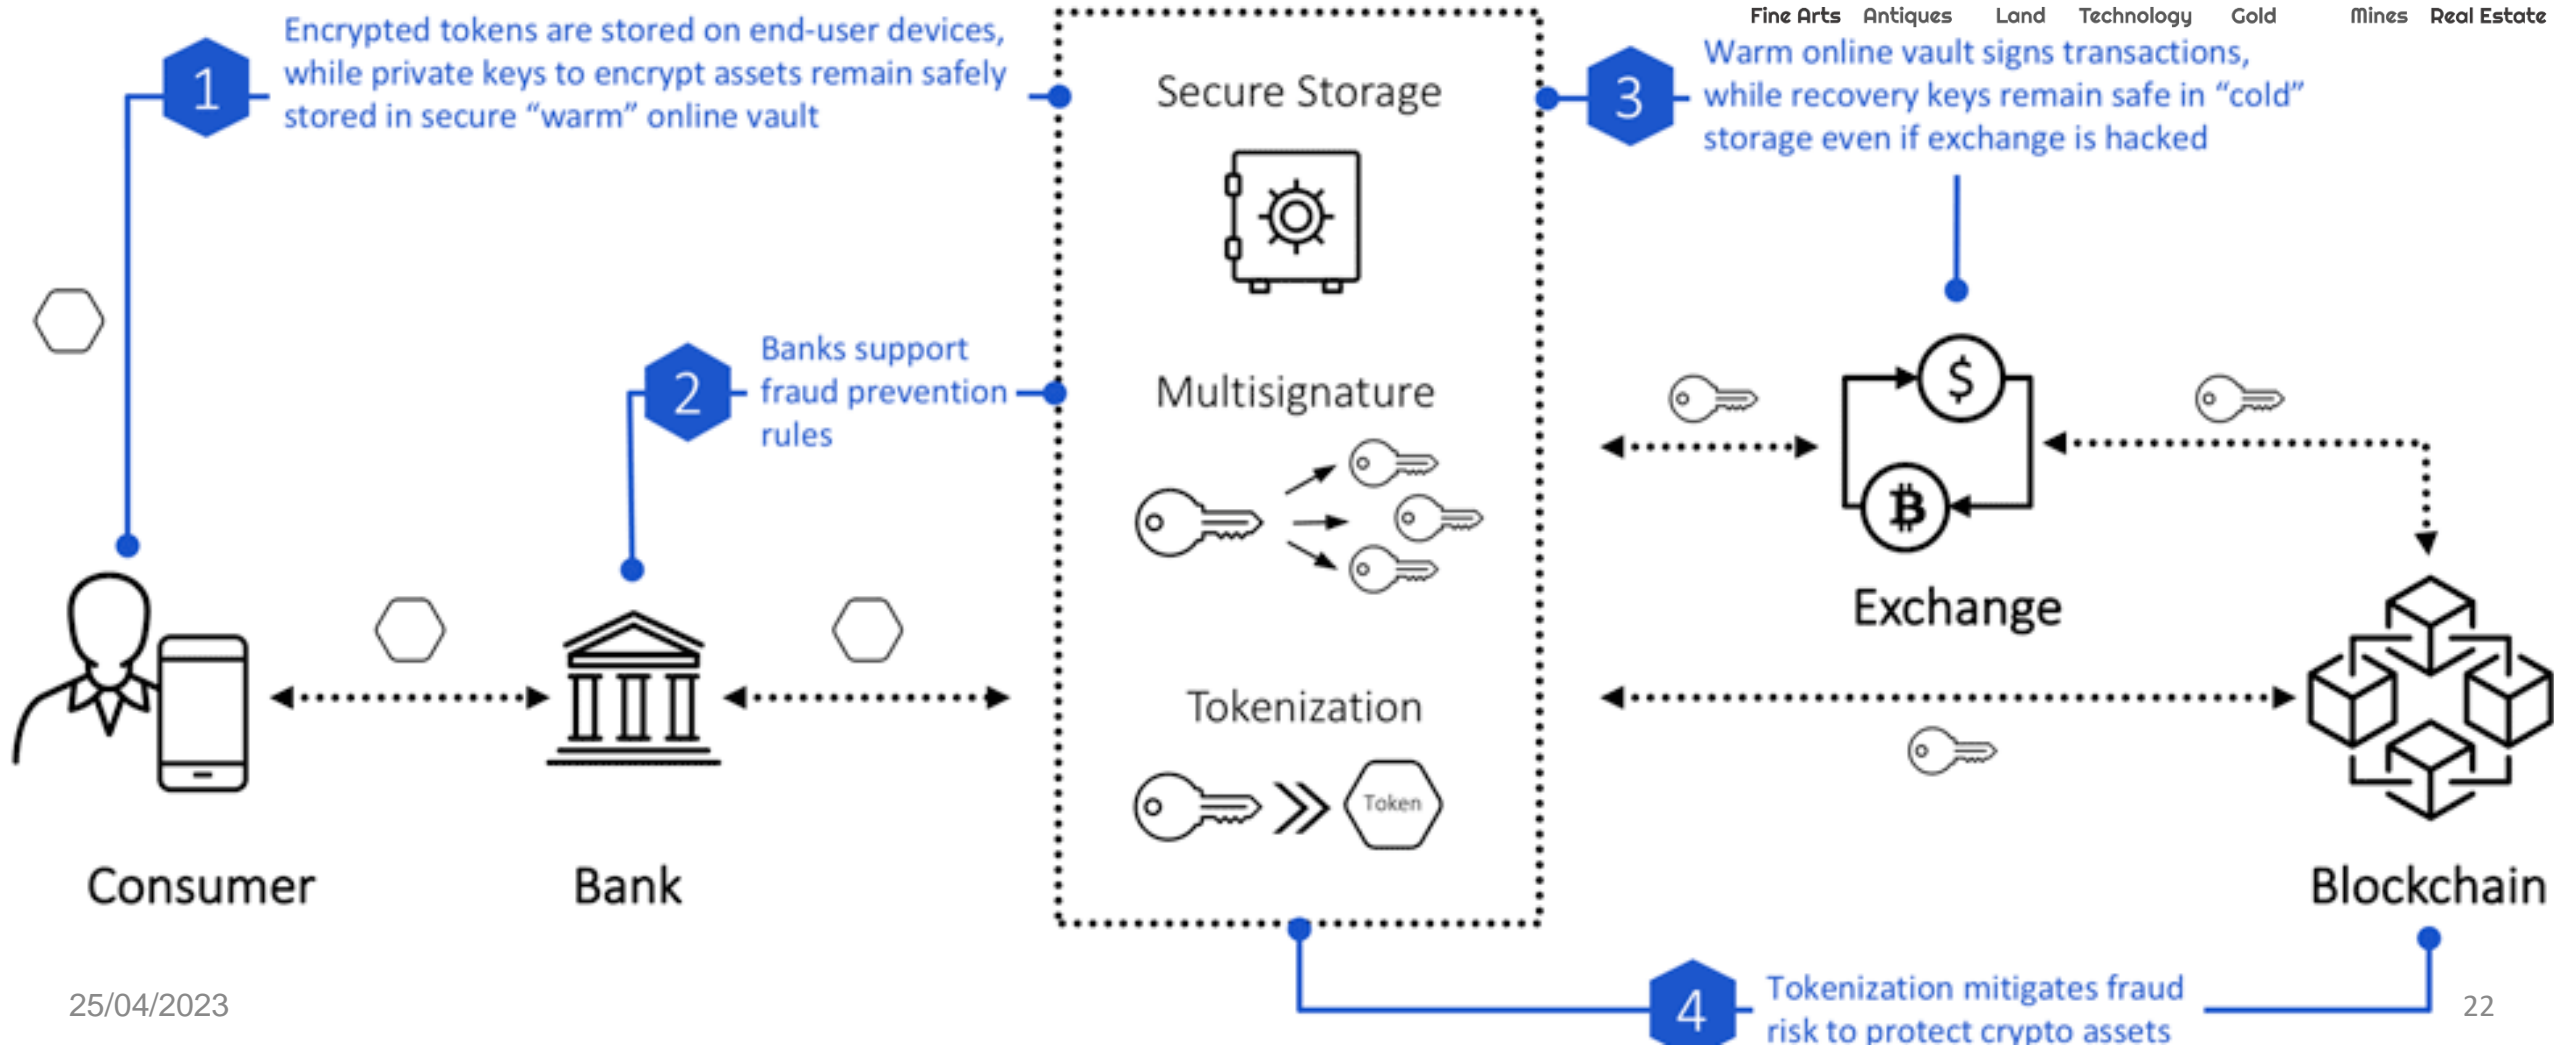 Fine Arts Antiques Land Technology Gold Mines Real Estate
1
Encrypted tokens are stored on end-user devices,
while private keys to encrypt assets remain safely
stored in secure “warm” online vault
Secure Storage
3
Warm online vault signs transactions,
while recovery keys remain safe in “cold”
storage even if exchange is hacked
2
Banks support
fraud prevention
rules
Multisignature
$
B
Exchange
Tokenization
Token
Consumer
Bank
Blockchain
4
Tokenization mitigates fraud
risk to protect crypto assets
25/04/2023
22